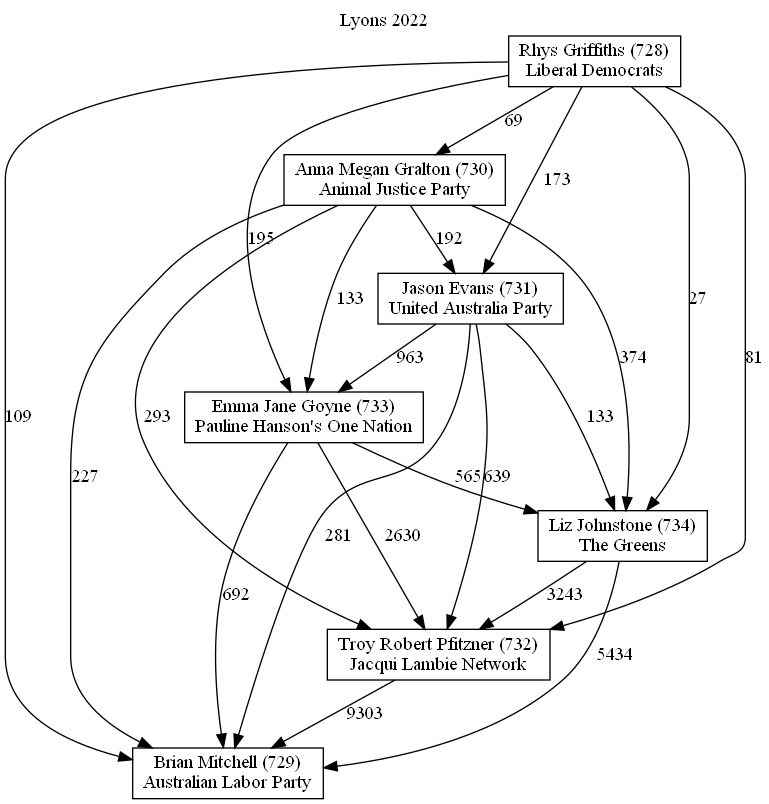 Lyons 2022
Rhys Griffiths (728)
Liberal Democrats
69
Anna Megan Gralton (730)
Animal Justice Party
173
195
192
Jason Evans (731)
United Australia Party
133
27
374
81
963
Emma Jane Goyne (733)
Pauline Hanson's One Nation
109
293
133
227
565
639
Liz Johnstone (734)
The Greens
281
2630
692
3243
Troy Robert Pfitzner (732)
Jacqui Lambie Network
5434
9303
Brian Mitchell (729)
Australian Labor Party